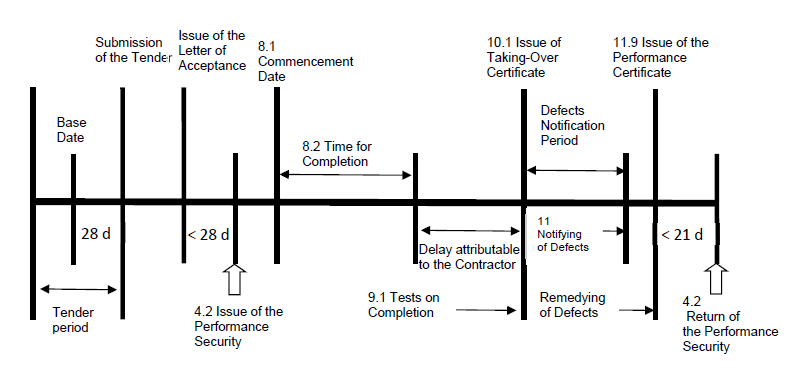 Submission
of the Tender
Issue of the
Letter of
Acceptance
8.1
Commencement
Date
10.1 Issue of
Taking-Over
Certificate
11.9 Issue of the
Performance
Certificate
Base
Date
8.2 Time for
Completion
Defects
Notification
Period
28 d
< 28 d
Delay attributable
to the Contractor
11
Notifying
of Defects
< 21 d
Tender
period
4.2 Issue of the
Performance
Security
9.1 Tests on
Completion
Remedying
of Defects
4.2
Return of
the Performance
Security